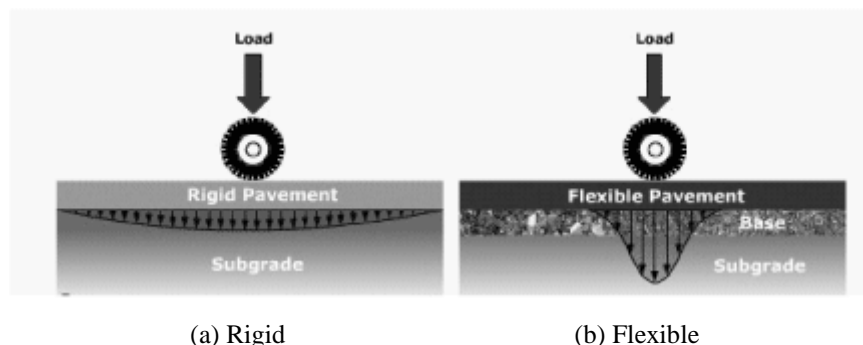 Load
Load
Rigid Pavement
Flexible Pavement
Base
Subgrade
Subgrade
(a) Rigid
(b) Flexible